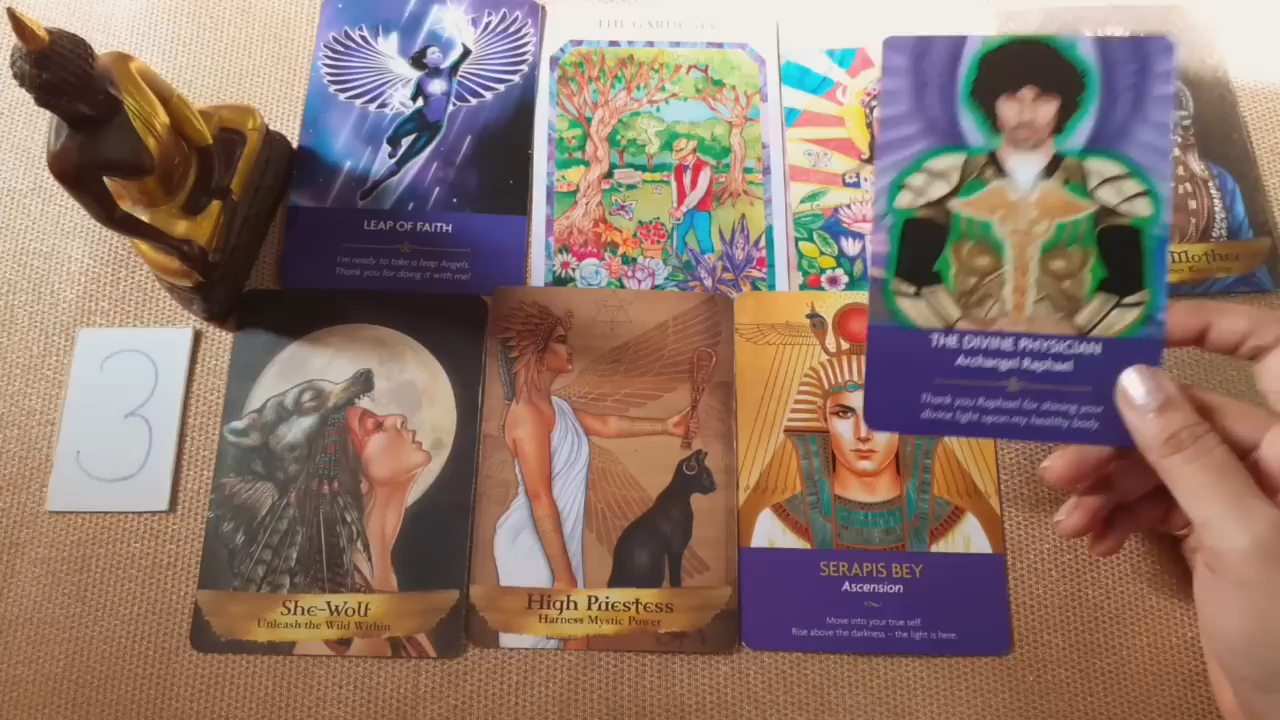 THE GARDENER
LEAP OF FAITH
I'm ready to take a leap Angels.
Thank you for doing it with me!
THE DIVINE PHYSICIAN
Archangel Raphael
Thank you Raphael for shining your
divine light upon my healthy body.
Mother
3
She-Wolf
Unleash the Wild Within
High Priestess
Harness Mystic Power
SERAPIS BEY
Ascension
Move into your true self.
Rise above the darkness – the light is here.